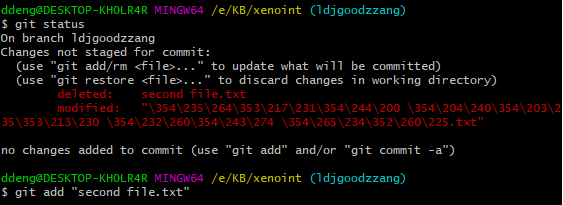 ddeng@DESKTOP-KH0LR4R MINGW64 /e/KB/xenoint (ldjgoodzzang)
$ git status
On branch ldjgoodzzang
Changes not staged for commit:
  (use "git add/rm <file>..." to update what will be committed)
  (use "git restore <file>..." to discard changes in working directory)
        deleted:    second file.txt
        modified:   "\354\235\264\353\217\231\354\244\200 \354\204\240\354\203\2
35\353\213\230 \354\232\260\354\243\274 \354\265\234\352\260\225.txt"

no changes added to commit (use "git add" and/or "git commit -a")

ddeng@DESKTOP-KH0LR4R MINGW64 /e/KB/xenoint (ldjgoodzzang)
$ git add "second file.txt"